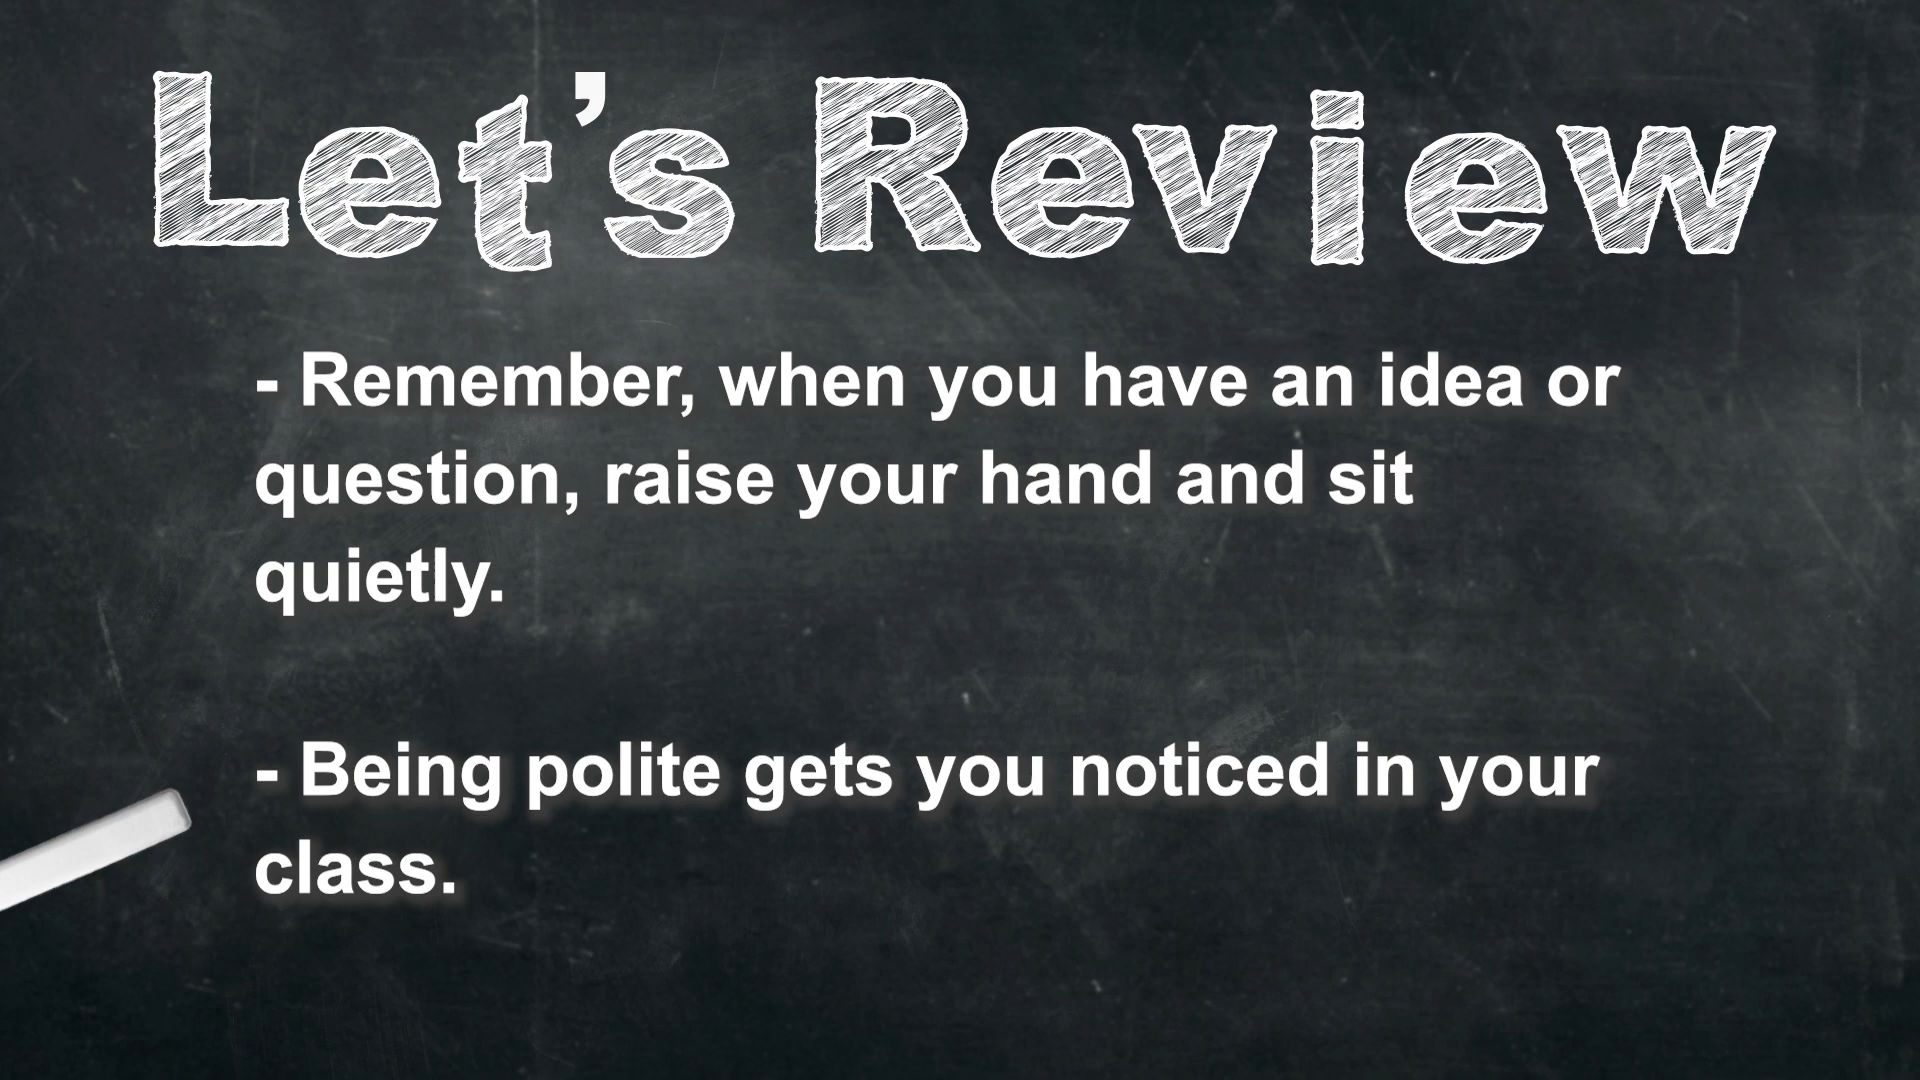 Let’s Review
- Remember, when you have an idea or
question, raise your hand and sit
quietly.
- Being polite gets you noticed in your
class.